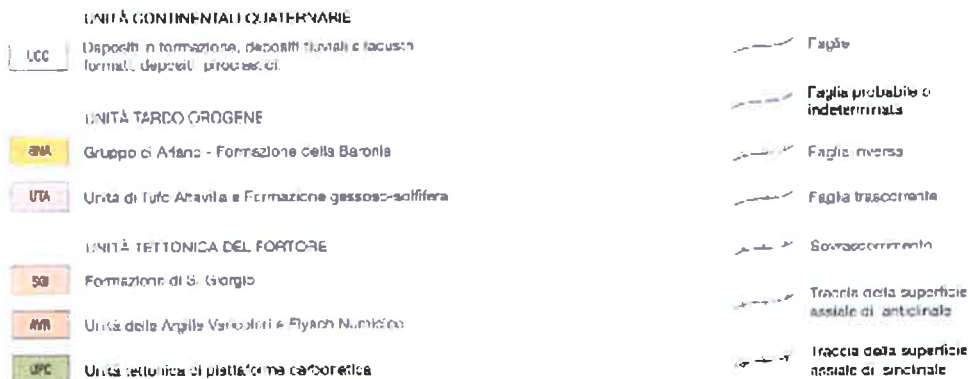 UNITÀ CONTINENTALI QUATERNARIE
UCC
Depositi in formazione, depositi fluviali e lacustri
formati, depositi piroclastici.
UNITÀ TARDO OROGENE
BNA
Gruppo di Ariano - Formazione della Baronia
UTA
Unità di Tufo Altavilla e Formazione gessoso-solfifera
UNITÀ TETTONICA DEL FORTORE
SGI
Formazione di S. Giorgio
AVR
Unità delle Argille Varicolori e Flysch Numidico
UPC
Unità tettonica di piattaforma carbonatica
Faglia
Faglia probabile o
indeterminata
Faglia inversa
Faglia trascorrente
Sovrascorrimento
Traccia della superficie
assiale di anticlinale
Traccia della superficie
assiale di sinclinale